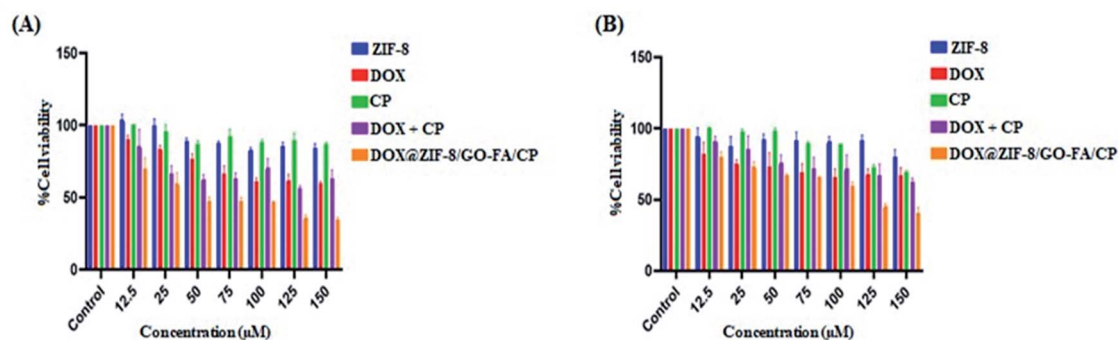 (A)
150
100
50
0
%Cell viability
Control
12.5
25
50
75
100
125
150
Concentration (μM)
ZIF-8
DOX
CP
DOX + CP
DOX@ZIF-8/GO-FA/CP
(B)
150
100
50
0
%Cell viability
Control
12.5
25
50
75
100
125
150
Concentration (μM)
ZIF-8
DOX
CP
DOX + CP
DOX@ZIF-8/GO-FA/CP